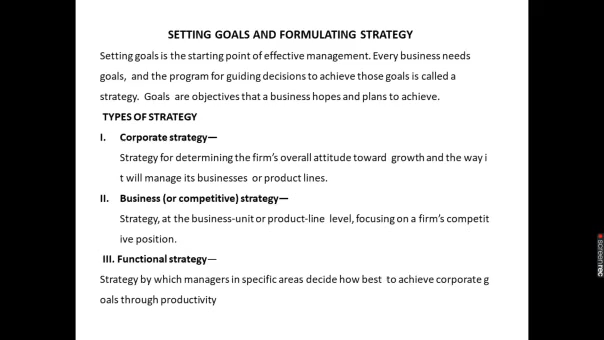 SETTING GOALS AND FORMULATING STRATEGY
Setting goals is the starting point of effective management. Every business needs
goals, and the program for guiding decisions to achieve those goals is called a
strategy. Goals are objectives that a business hopes and plans to achieve.
TYPES OF STRATEGY
I. Corporate strategy—
Strategy for determining the firm's overall attitude toward growth and the way i
t will manage its businesses or product lines.
II. Business (or competitive) strategy—
Strategy, at the business-unit or product-line level, focusing on a firm's competit
ive position.
III. Functional strategy—
Strategy by which managers in specific areas decide how best to achieve corporate g
oals through productivity
screenrec